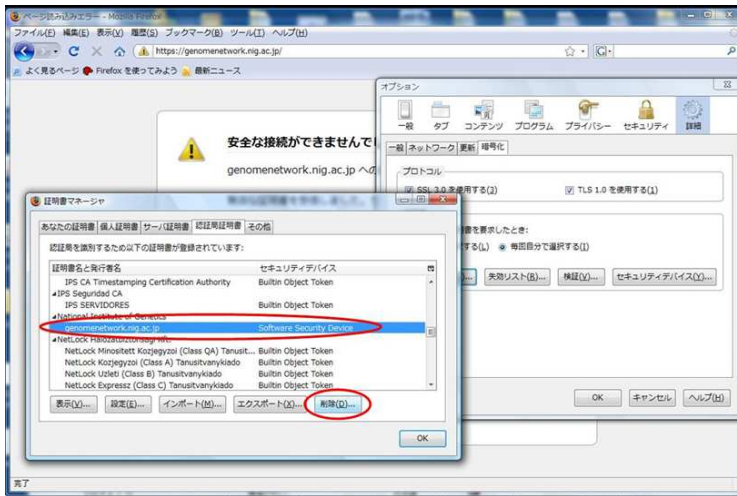 ページ読み込みエラー - Mozilla Firefox
ファイル(F) 編集(E) 表示(V) 履歴(S) ブックマーク(B) ツール(T) ヘルプ(H)
https://genomenetwork.nig.ac.jp/
よく見るページ Firefox を使ってみよう 最新ニュース
安全な接続ができませんで
genomenetwork.nig.ac.jp への
オプション
一般 タブ コンテンツ プログラム プライバシー セキュリティ 詳細
一般 ネットワーク 更新 暗号化
プロトコル
SSL 3.0 を使用する(3) TLS 1.0 を使用する(1)
書を要求したとき:
する(L) 毎回自分で選択する(I)
失効リスト(R)... 検証(V)... セキュリティデバイス(Y)...
OK キャンセル ヘルプ(H)
証明書マネージャ
あなたの証明書 個人証明書 サーバ証明書 認証局証明書 その他
認証局を識別するため以下の証明書が登録されています:
証明書名と発行者名 セキュリティデバイス
IPS CA Timestamping Certification Authority Builtin Object Token
IPS Seguridad CA
IPS SERVIDORES Builtin Object Token
National Institute of Genetics
genomenetwork.nig.ac.jp Software Security Device
NetLock Halozatbiztonsagi Kft.
NetLock Minositett Kozjegyzoi (Class QA) Tanusit... Builtin Object Token
NetLock Kozjegyzoi (Class A) Tanusitvanykiado Builtin Object Token
NetLock Uzleti (Class B) Tanusitvanykiado Builtin Object Token
NetLock Expressz (Class C) Tanusitvanykiado Builtin Object Token
表示(V)... 設定(E)... インポート(M)... エクスポート(X)... 削除(D)...
OK
完了